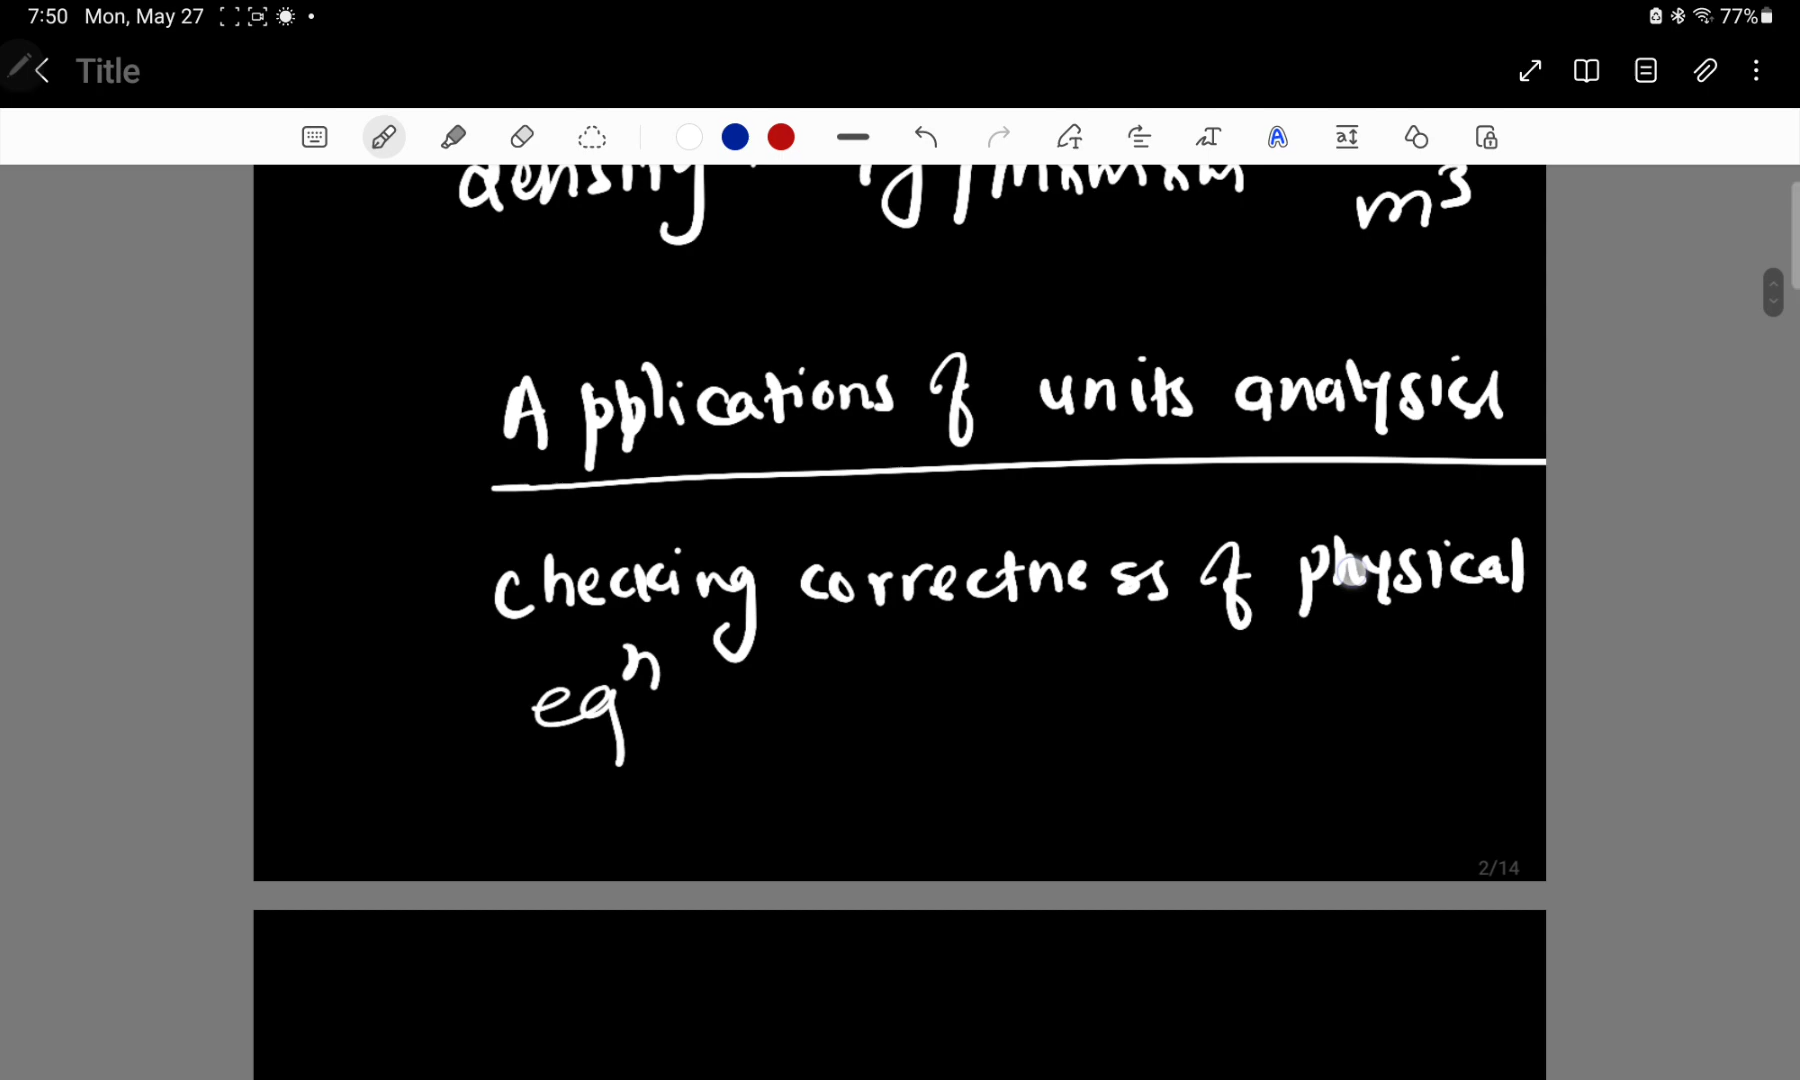 7:50 Mon, May 27 77%
Title
density m³
Applications of units analysis
checking correctness of physical
eqⁿ
2/14